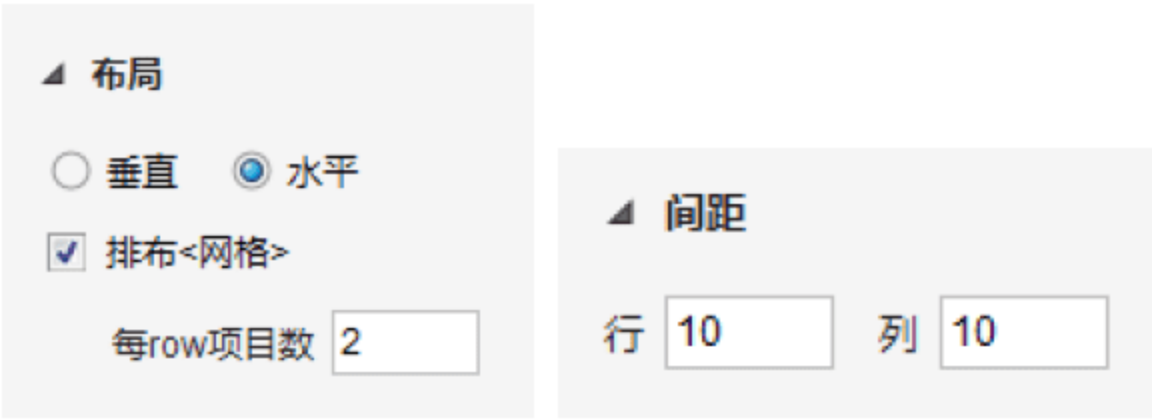 布局
垂直 水平
排布<网格>
每row项目数 2
间距
行 10 列 10